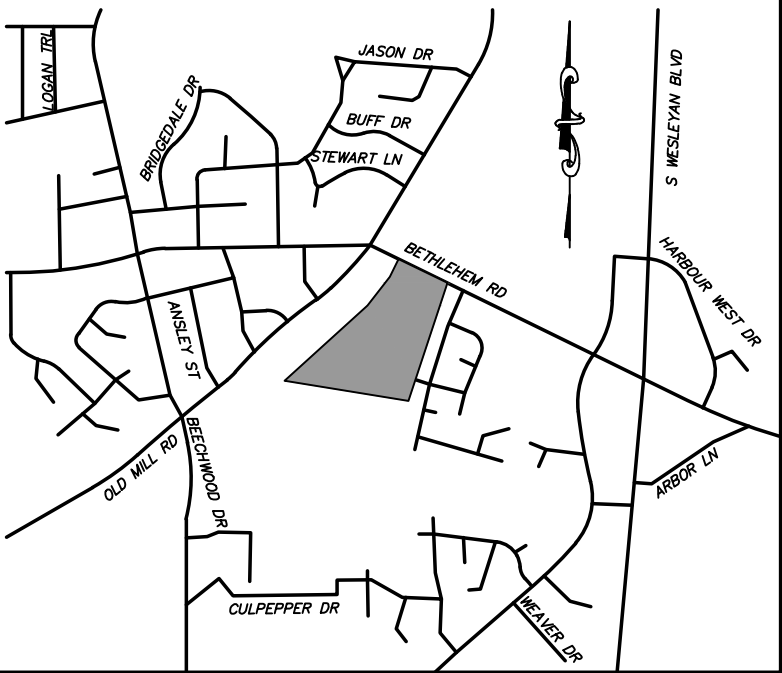 LOGAN TRL
JASON DR
S WESLEYAN BLVD
BRIDGEDALE DR
BUFF DR
STEWART LN
BETHLEHEM RD
HARBOUR WEST DR
ANSLEY ST
OLD MILL RD
BEECHWOOD DR
ARBOR LN
CULPEPPER DR
WEAVER DR